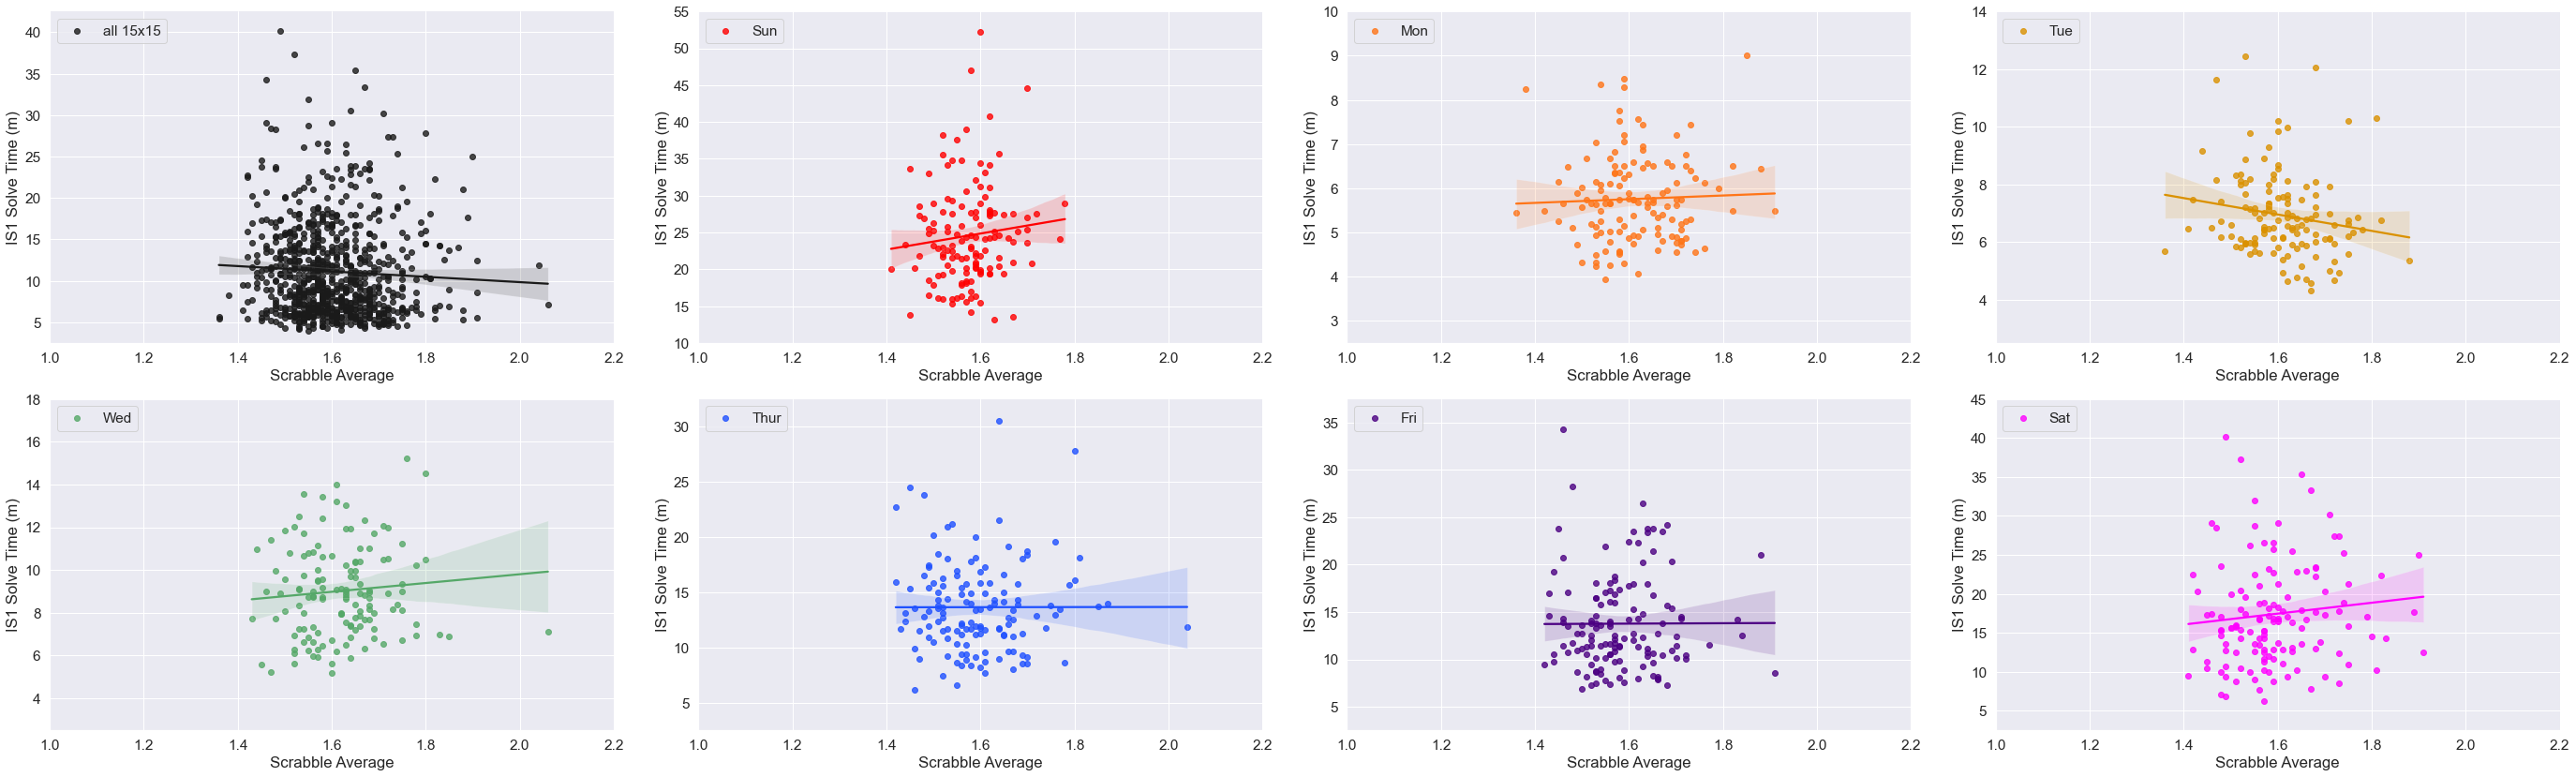 all 15x15
IS1 Solve Time (m)
40
35
30
25
20
15
10
5
1.0 1.2 1.4 1.6 1.8 2.0 2.2
Scrabble Average
Sun
IS1 Solve Time (m)
55
50
45
40
35
30
25
20
15
10
1.0 1.2 1.4 1.6 1.8 2.0 2.2
Scrabble Average
Mon
IS1 Solve Time (m)
10
9
8
7
6
5
4
3
1.0 1.2 1.4 1.6 1.8 2.0 2.2
Scrabble Average
Tue
IS1 Solve Time (m)
14
12
10
8
6
4
1.0 1.2 1.4 1.6 1.8 2.0 2.2
Scrabble Average
Wed
IS1 Solve Time (m)
18
16
14
12
10
8
6
4
1.0 1.2 1.4 1.6 1.8 2.0 2.2
Scrabble Average
Thur
IS1 Solve Time (m)
30
25
20
15
10
5
1.0 1.2 1.4 1.6 1.8 2.0 2.2
Scrabble Average
Fri
IS1 Solve Time (m)
35
30
25
20
15
10
5
1.0 1.2 1.4 1.6 1.8 2.0 2.2
Scrabble Average
Sat
IS1 Solve Time (m)
45
40
35
30
25
20
15
10
5
1.0 1.2 1.4 1.6 1.8 2.0 2.2
Scrabble Average